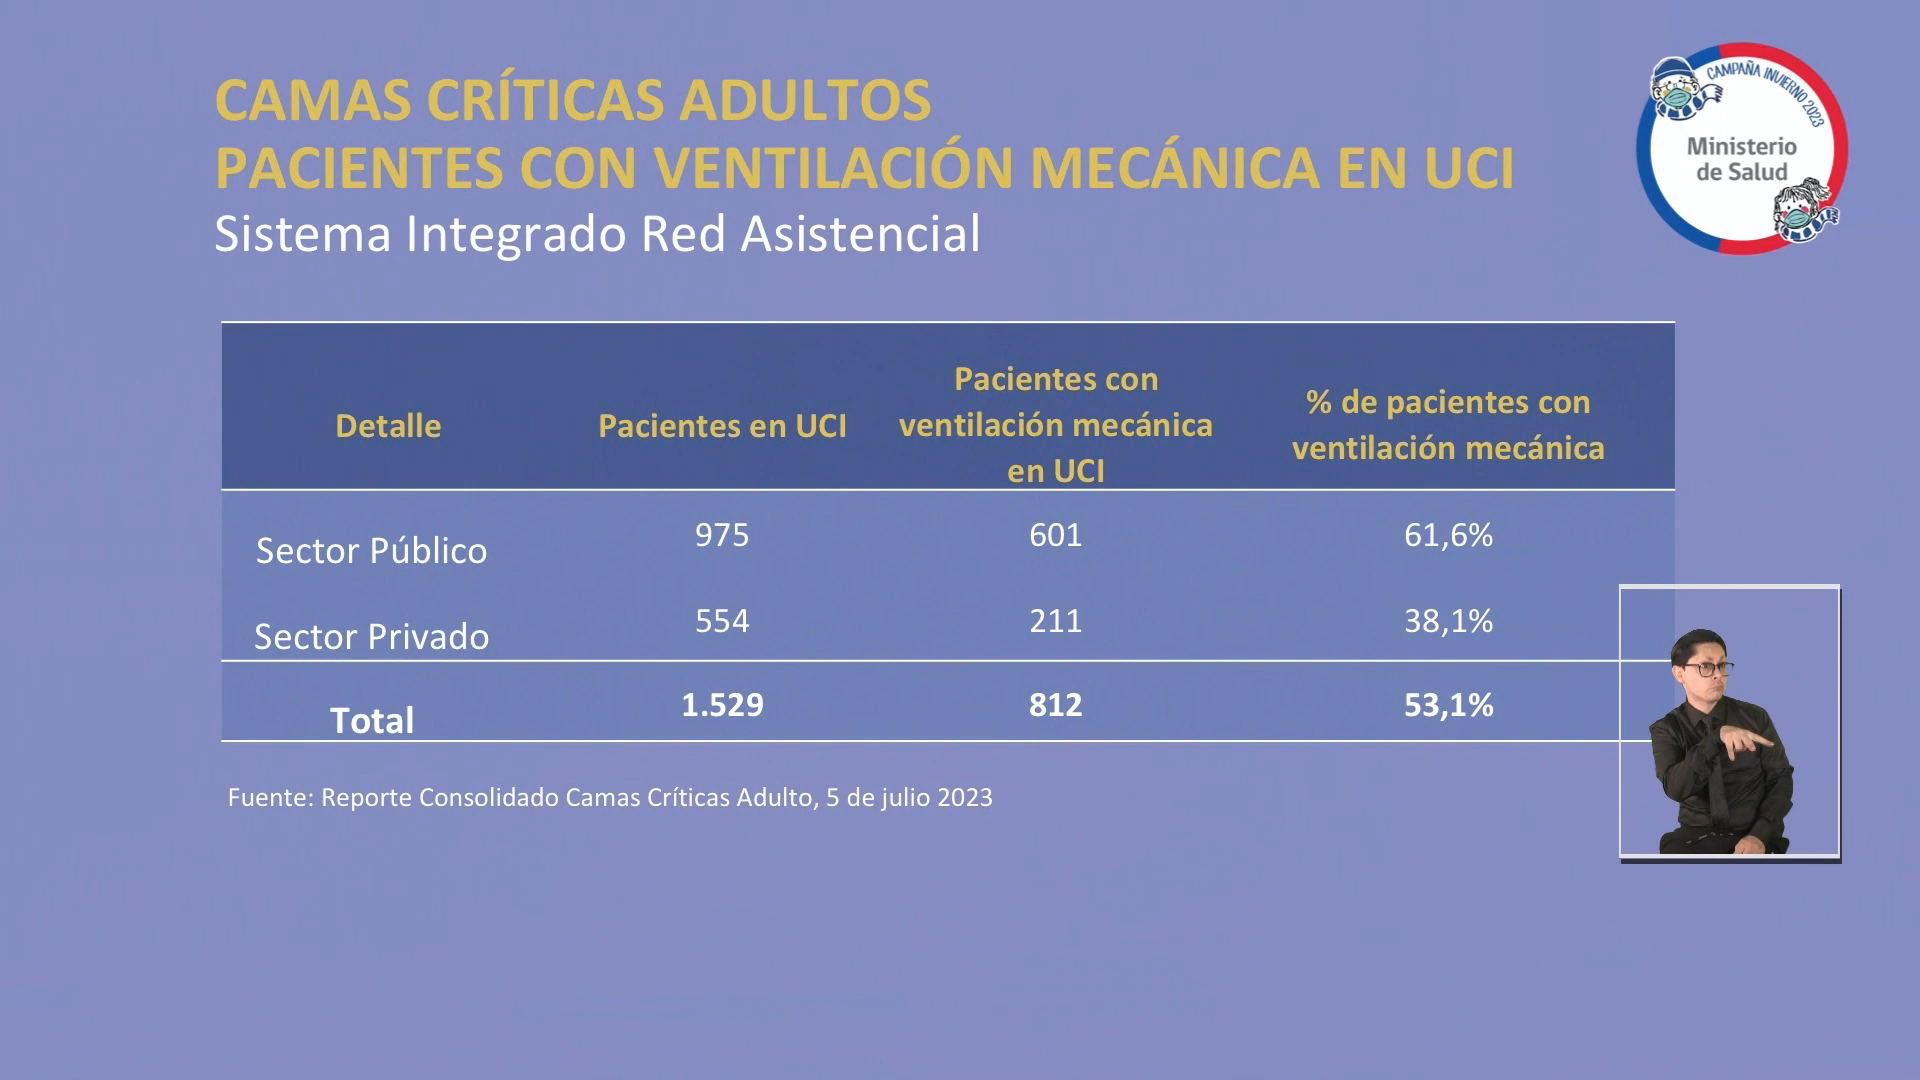 CAMAS CRÍTICAS ADULTOS
PACIENTES CON VENTILACIÓN MECÁNICA EN UCI
Sistema Integrado Red Asistencial
CAMPAÑA INVIERNO 2023
Ministerio
de Salud
Detalle
Pacientes en UCI
Pacientes con
ventilación mecánica
en UCI
% de pacientes con
ventilación mecánica
Sector Público 975 601 61,6%
Sector Privado 554 211 38,1%
Total 1.529 812 53,1%
Fuente: Reporte Consolidado Camas Críticas Adulto, 5 de julio 2023